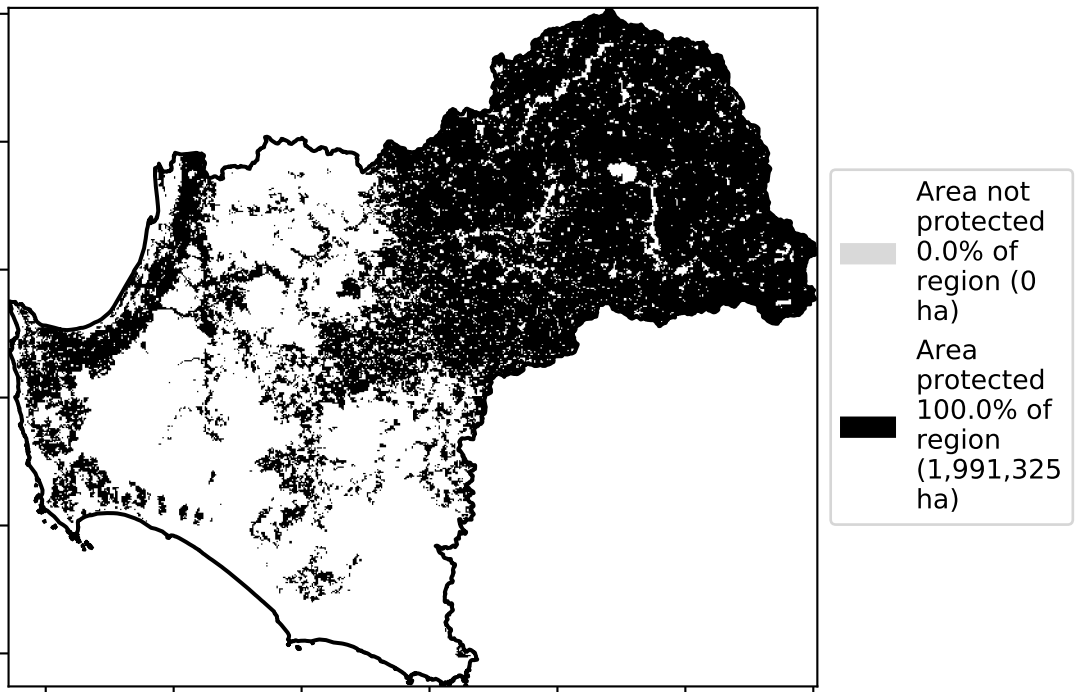 Area not
protected
0.0% of
region (0
ha)
Area
protected
100.0% of
region
(1,991,325
ha)